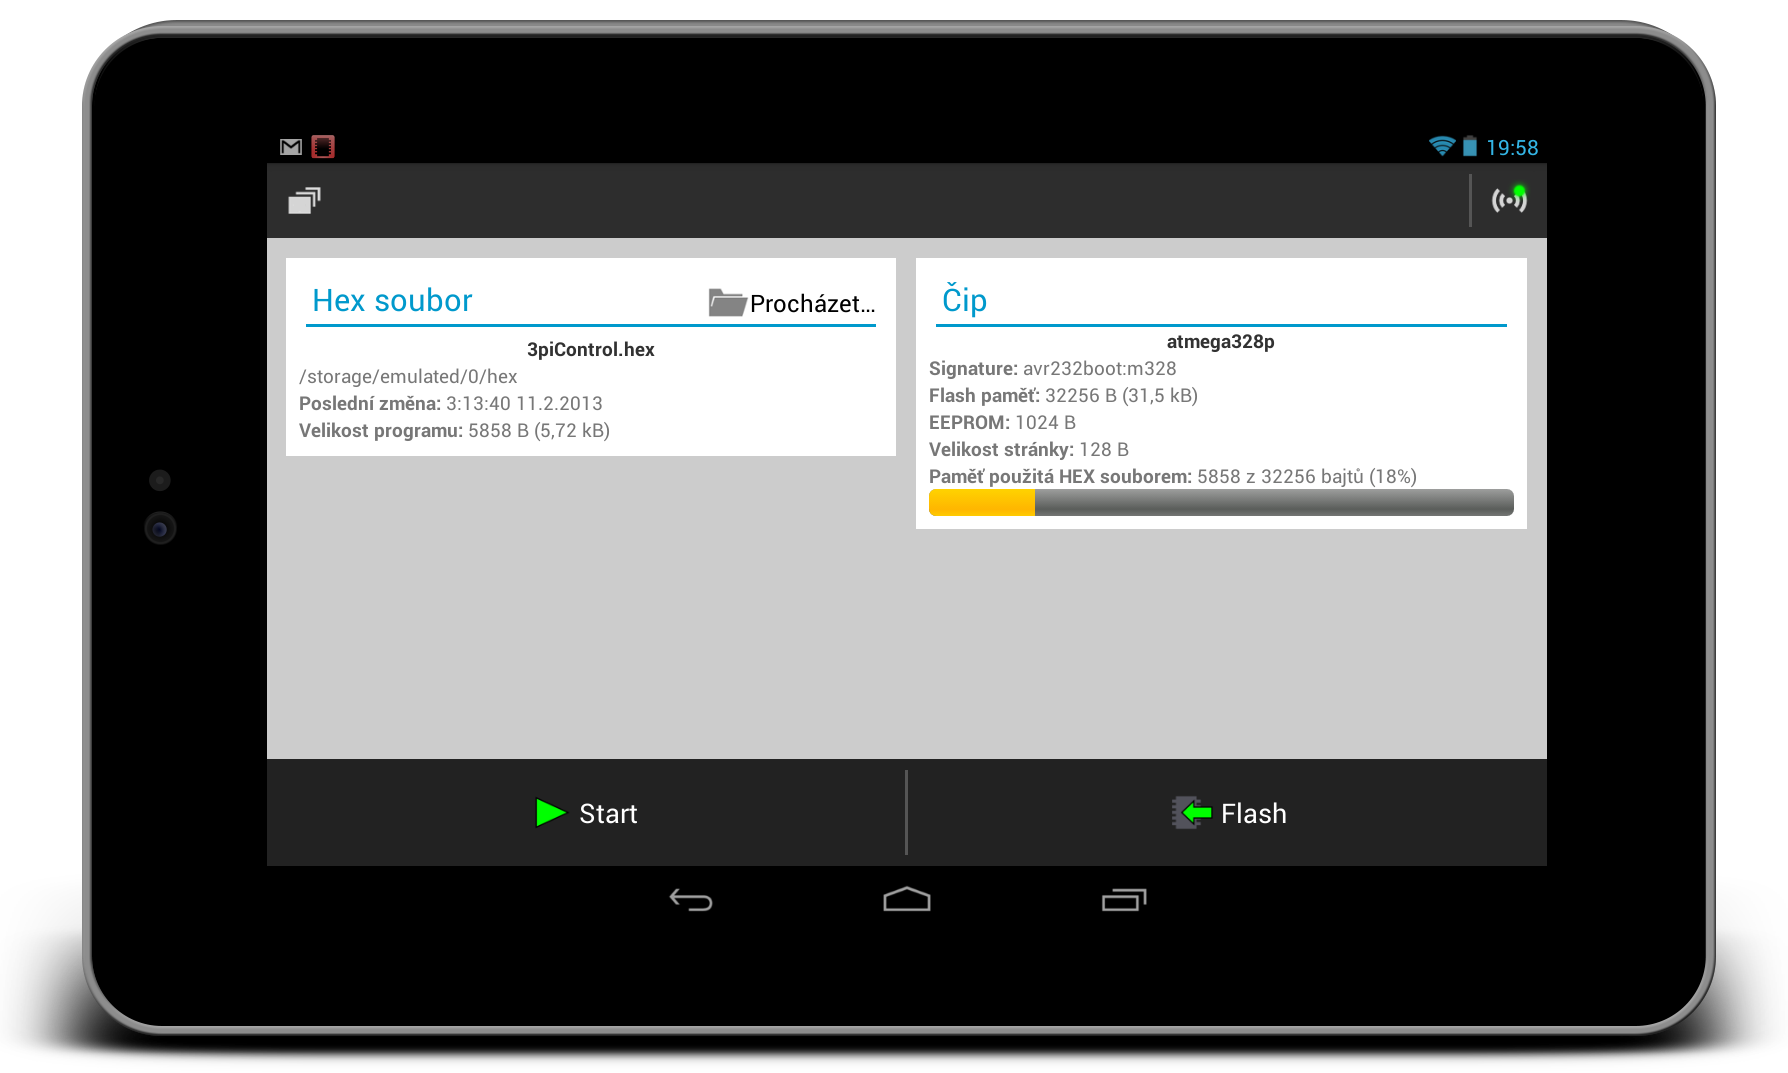 19:58
Hex soubor
Procházet...
3piControl.hex
/storage/emulated/0/hex
Poslední změna: 3:13:40 11.2.2013
Velikost programu: 5858 B (5,72 kB)
Čip
atmega328p
Signature: avr232boot:m328
Flash paměť: 32256 B (31,5 kB)
EEPROM: 1024 B
Velikost stránky: 128 B
Paměť použitá HEX souborem: 5858 z 32256 bajtů (18%)
Start
Flash